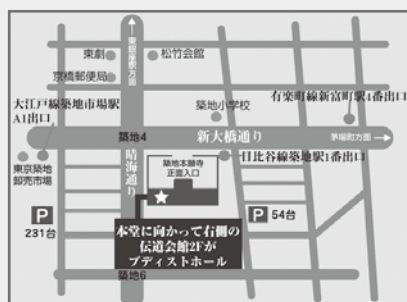 東銀座駅方面
東劇
松竹会館
京橋郵便局
大江戸線築地市場駅
A1出口
築地小学校
有楽町線新富町駅4番出口
築地4
新大橋通り
茅場町方面
晴海通り
築地本願寺
正面入口
日比谷線築地駅1番出口
東京築地
卸売市場
P
231台
P 54台
本堂に向かって右側の
伝道会館2Fが
ブディストホール
築地6